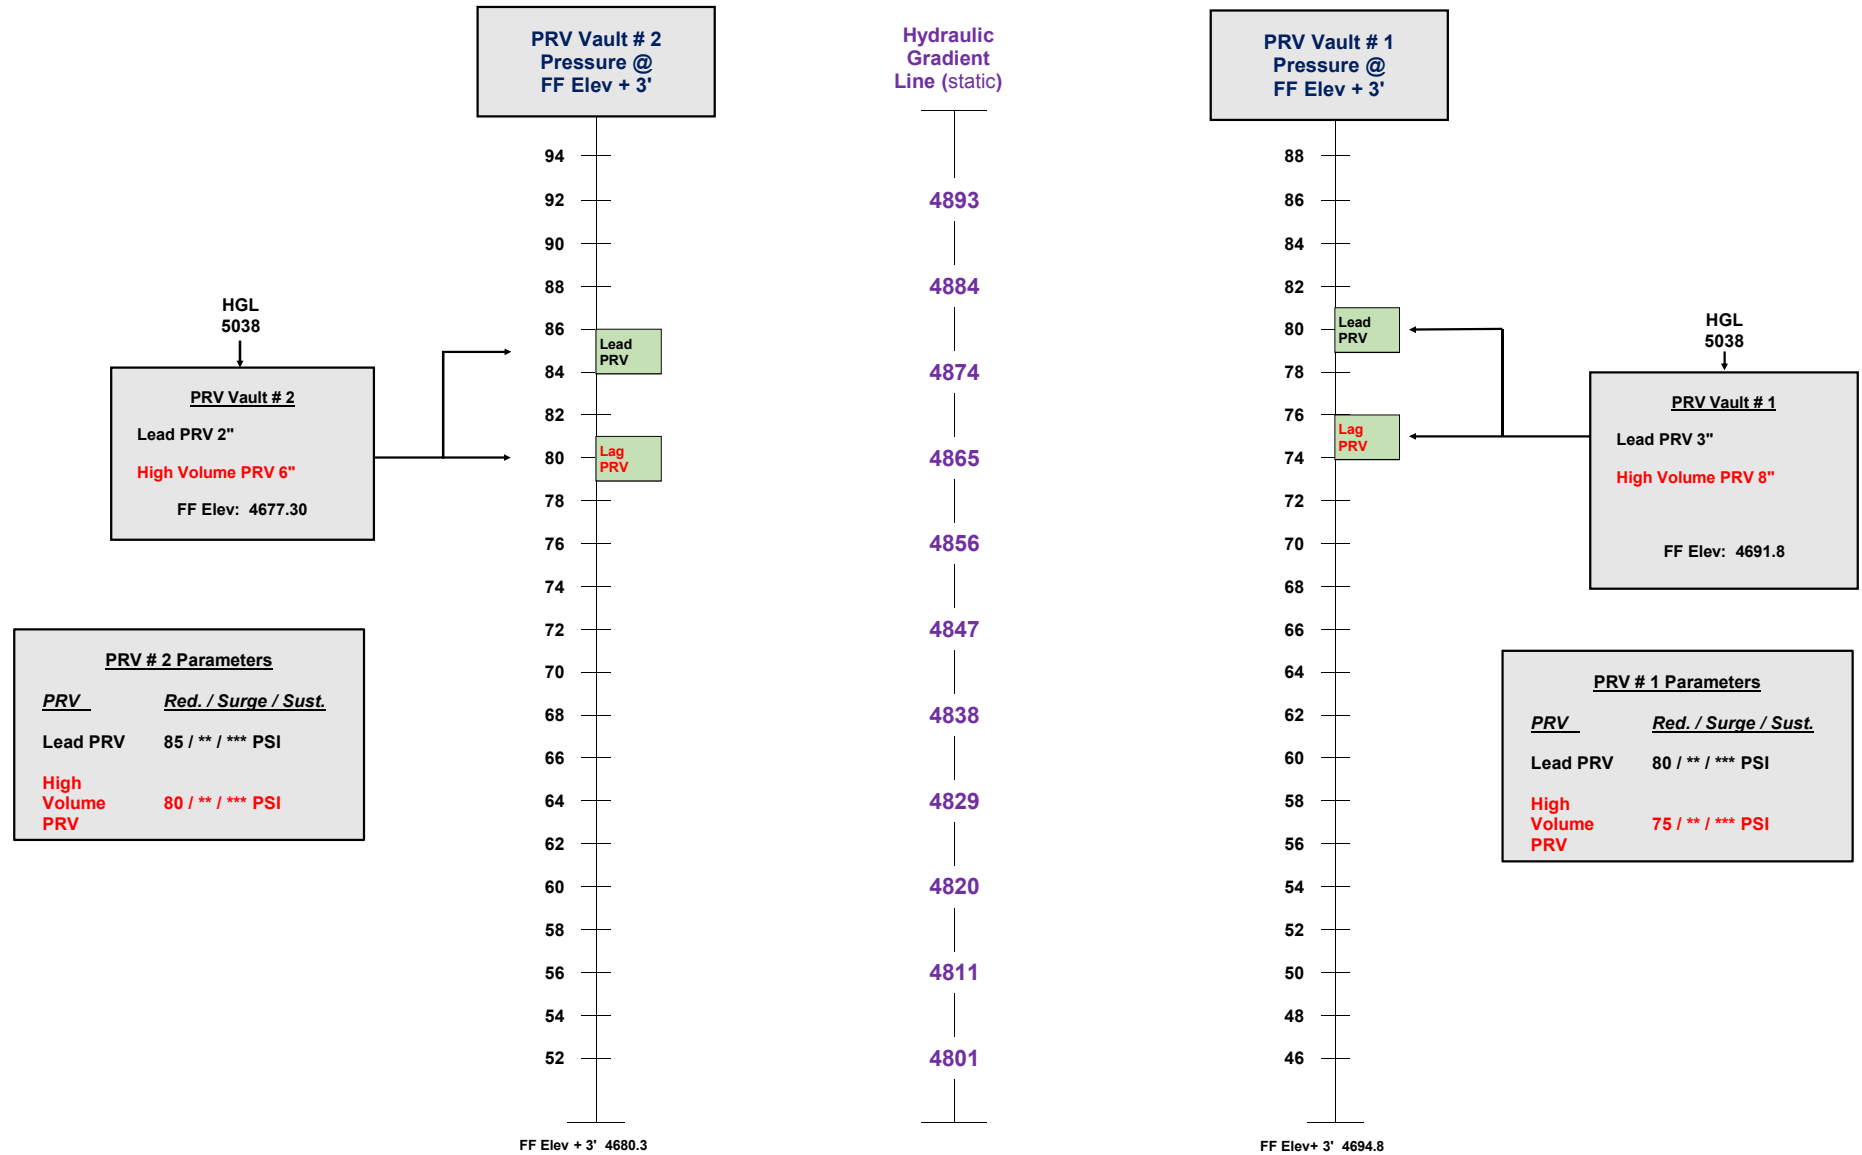 PRV Vault # 2
Pressure @
FF Elev + 3'
Hydraulic
Gradient
Line (static)
PRV Vault # 1
Pressure @
FF Elev + 3'
94
92
90
88
86
84
82
80
78
76
74
72
70
68
66
64
62
60
58
56
54
52
Lead
PRV
Lag
PRV
FF Elev + 3' 4680.3
HGL
5038
PRV Vault # 2
Lead PRV 2"
High Volume PRV 6"
FF Elev: 4677.30
PRV # 2 Parameters
PRV Red. / Surge / Sust.
Lead PRV 85 / ** / *** PSI
High
Volume 80 / ** / *** PSI
PRV
4893
4884
4874
4865
4856
4847
4838
4829
4820
4811
4801
88
86
84
82
80
78
76
74
72
70
68
66
64
62
60
58
56
54
52
50
48
46
Lead
PRV
Lag
PRV
FF Elev+ 3' 4694.8
HGL
5038
PRV Vault # 1
Lead PRV 3"
High Volume PRV 8"
FF Elev: 4691.8
PRV # 1 Parameters
PRV Red. / Surge / Sust.
Lead PRV 80 / ** / *** PSI
High
Volume 75 / ** / *** PSI
PRV